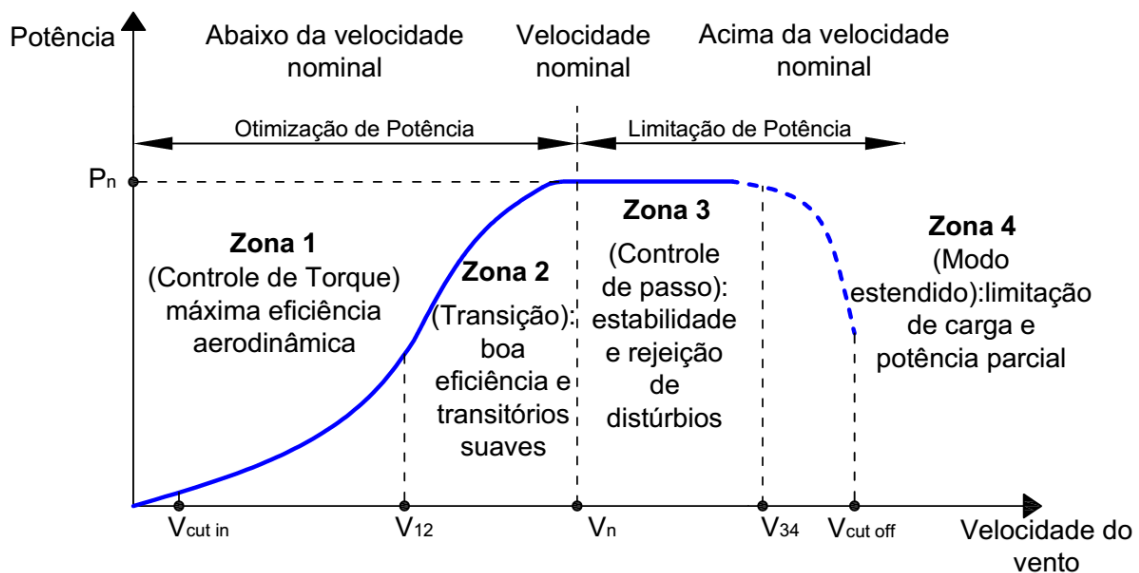 Potência
Abaixo da velocidade
nominal
Velocidade
nominal
Acima da velocidade
nominal
Otimização de Potência
Limitação de Potência
Pn
Zona 1
(Controle de Torque)
máxima eficiência
aerodinâmica
Zona 2
(Transição):
boa
eficiência e
transitórios
suaves
Zona 3
(Controle
de passo):
estabilidade
e rejeição
de
distúrbios
Zona 4
(Modo
estendido):limitação
de carga e
potência parcial
Vcut in
V12
Vn
V34
Vcut off
Velocidade do
vento